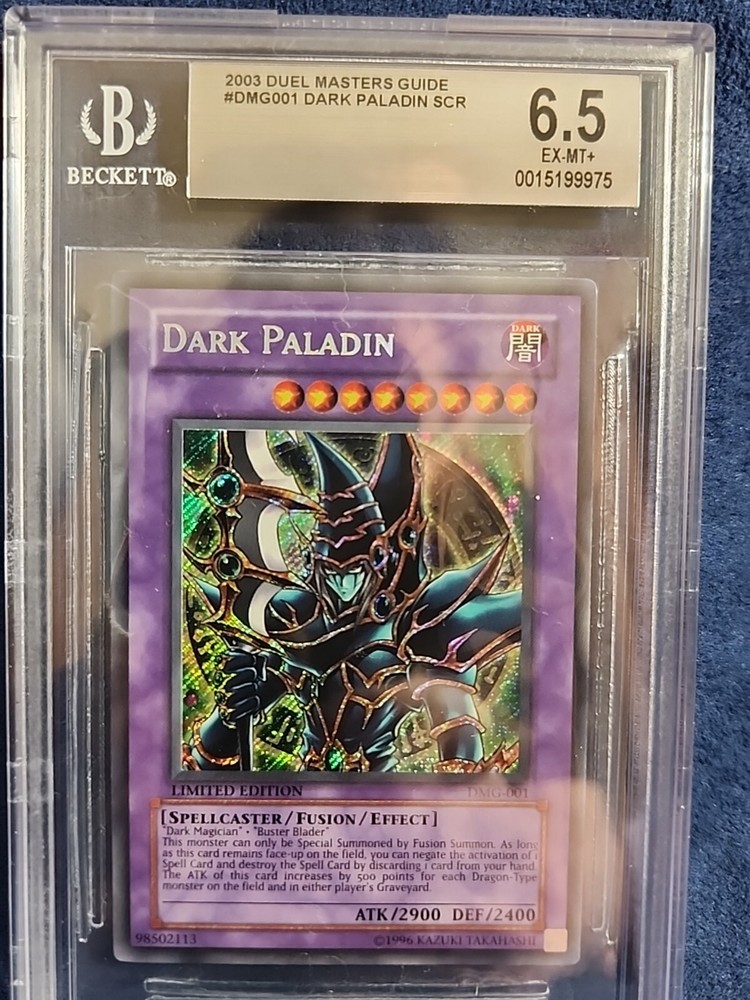 2003 DUEL MASTERS GUIDE
#DMG001 DARK PALADIN SCR
6.5
EX-MT+
0015199975
B
BECKETT®
DARK PALADIN
DARK
闇
LIMITED EDITION
DMG-001
[SPELLCASTER/FUSION/EFFECT]
"Dark Magician" • "Buster Blader"
This monster can only be Special Summoned by Fusion Summon. As long
as this card remains face-up on the field, you can negate the activation of 1
Spell Card and destroy the Spell Card by discarding 1 card from your hand.
The ATK of this card increases by 500 points for each Dragon-Type
monster on the field and in either player's Graveyard.
ATK/2900 DEF/2400
98502113
©1996 KAZUKI TAKAHASHI